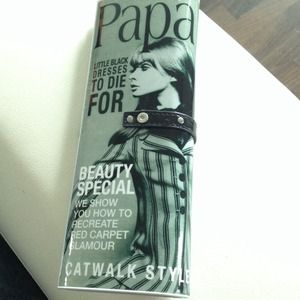 Papa
LITTLE BLACK
DRESSES
TO DIE
FOR
BEAUTY
SPECIAL
WE SHOW
YOU HOW TO
RECREATE
RED CARPET
GLAMOUR
CATWALK STYLE